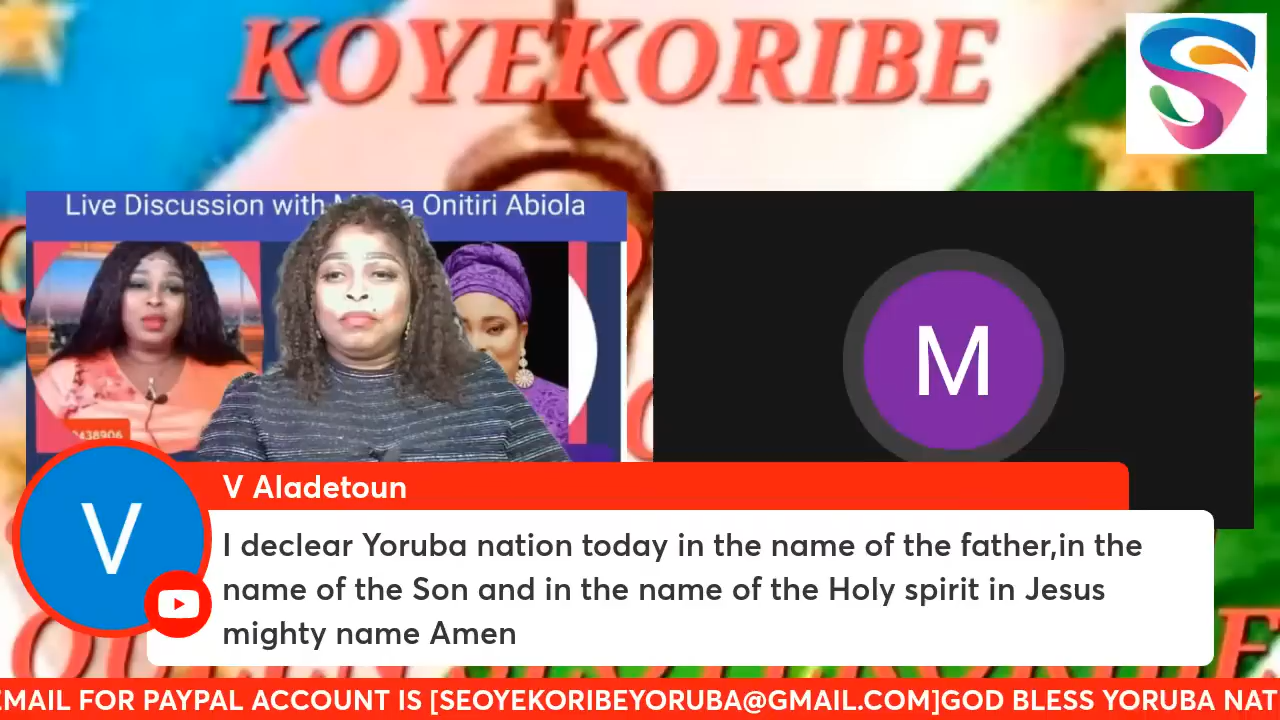 KOYEKORIBE
Live Discussion with Onitiri Abiola
438906
M
V
V Aladetoun
I declear Yoruba nation today in the name of the father,in the
name of the Son and in the name of the Holy spirit in Jesus
mighty name Amen
EMAIL FOR PAYPAL ACCOUNT IS [SEOYEKORIBEYORUBA@GMAIL.COM]GOD BLESS YORUBA NAT